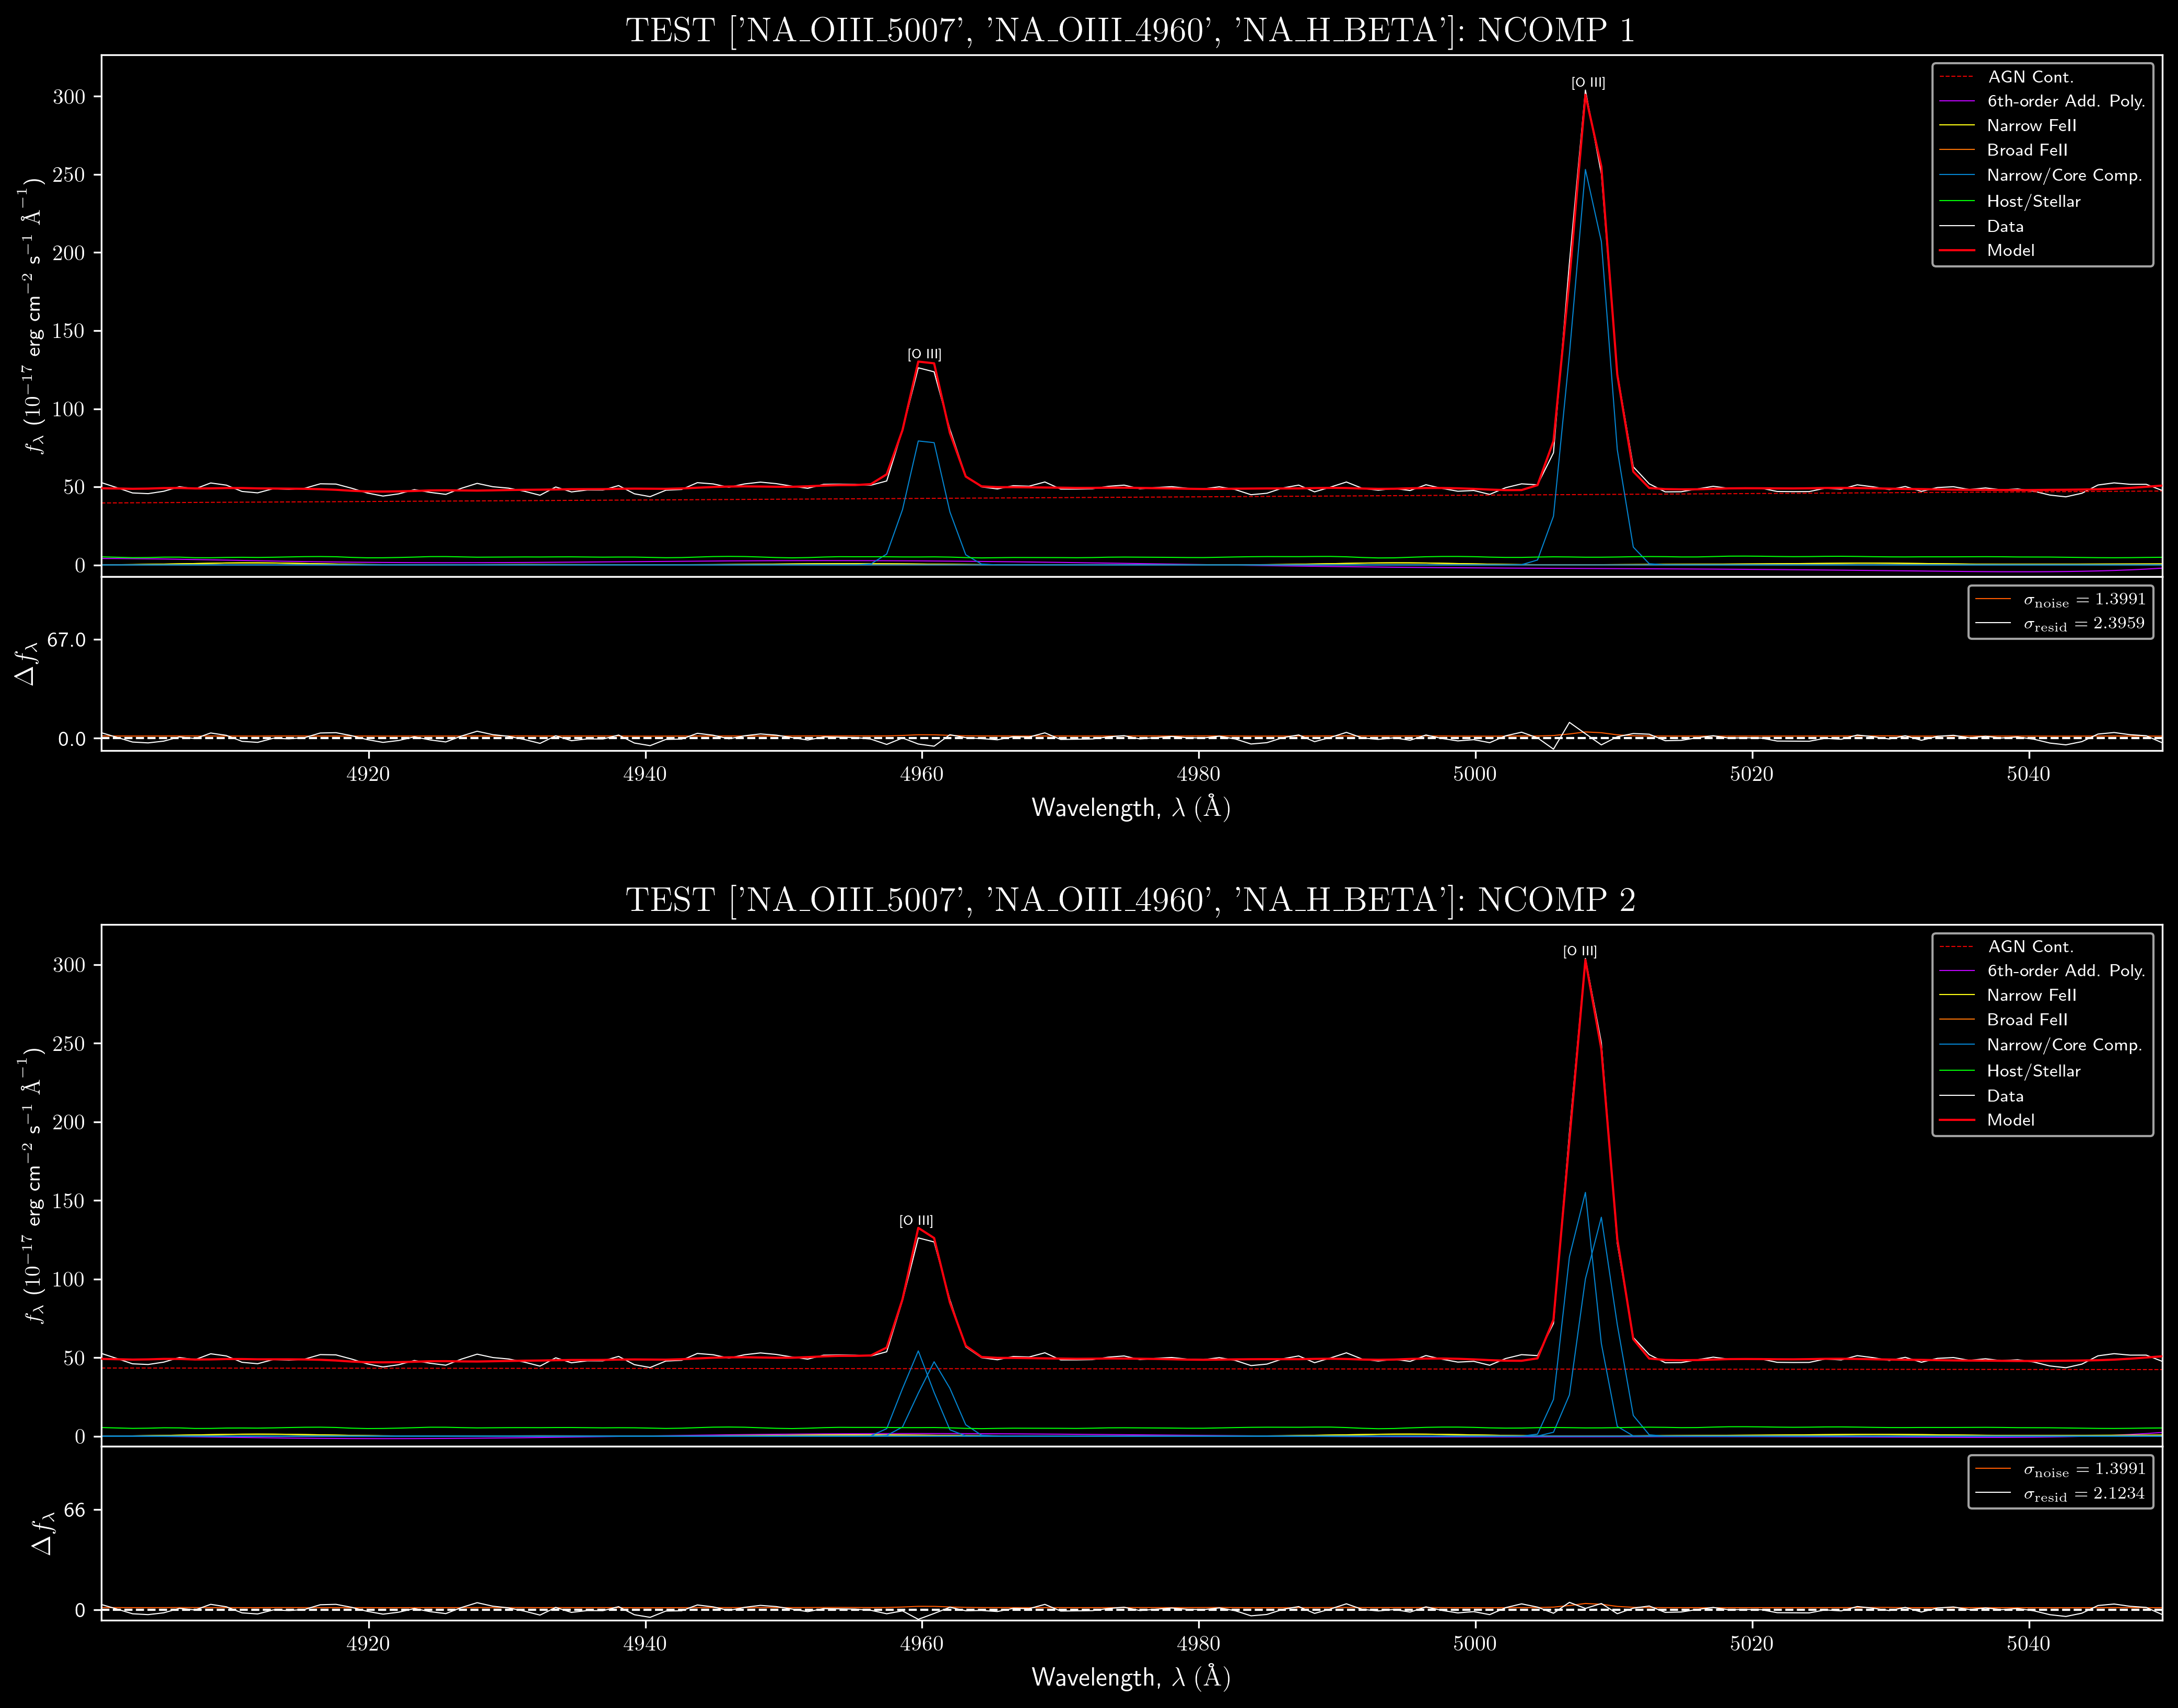 TEST ['NA_OIII_5007', 'NA_OIII_4960', 'NA_H_BETA']: NCOMP 1
[O III]
[O III]
AGN Cont.
6th-order Add. Poly.
Narrow FeII
Broad FeII
Narrow/Core Comp.
Host/Stellar
Data
Model
300
250
200
150
100
50
0
f_λ (10^−17 erg cm^−2 s^−1 Å^−1)
σ_noise = 1.3991
σ_resid = 2.3959
67.0
0.0
Δf_λ
4920 4940 4960 4980 5000 5020 5040
Wavelength, λ (Å)
TEST ['NA_OIII_5007', 'NA_OIII_4960', 'NA_H_BETA']: NCOMP 2
[O III]
[O III]
AGN Cont.
6th-order Add. Poly.
Narrow FeII
Broad FeII
Narrow/Core Comp.
Host/Stellar
Data
Model
300
250
200
150
100
50
0
f_λ (10^−17 erg cm^−2 s^−1 Å^−1)
σ_noise = 1.3991
σ_resid = 2.1234
66
0
Δf_λ
4920 4940 4960 4980 5000 5020 5040
Wavelength, λ (Å)